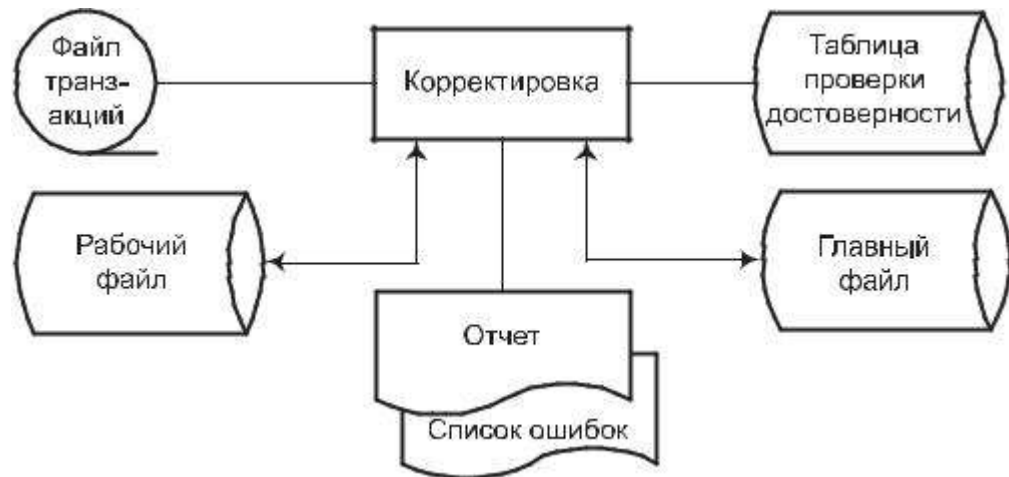 Файл
транз-
акций
Корректировка
Таблица
проверки
достоверности
Рабочий
файл
Главный
файл
Отчет
Список ошибок